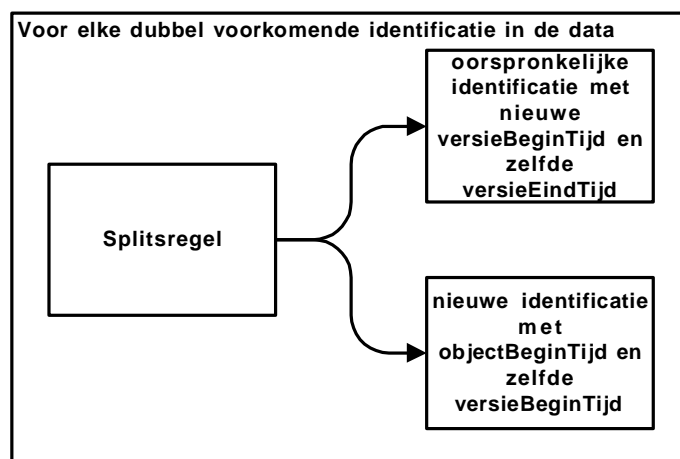 Voor elke dubbel voorkomende identificatie in de data
oorspronkelijke
identificatie met
nieuwe
versieBeginTijd en
zelfde
versieEindTijd
Splitsregel
nieuwe identificatie
met
objectBeginTijd en
zelfde
versieBeginTijd